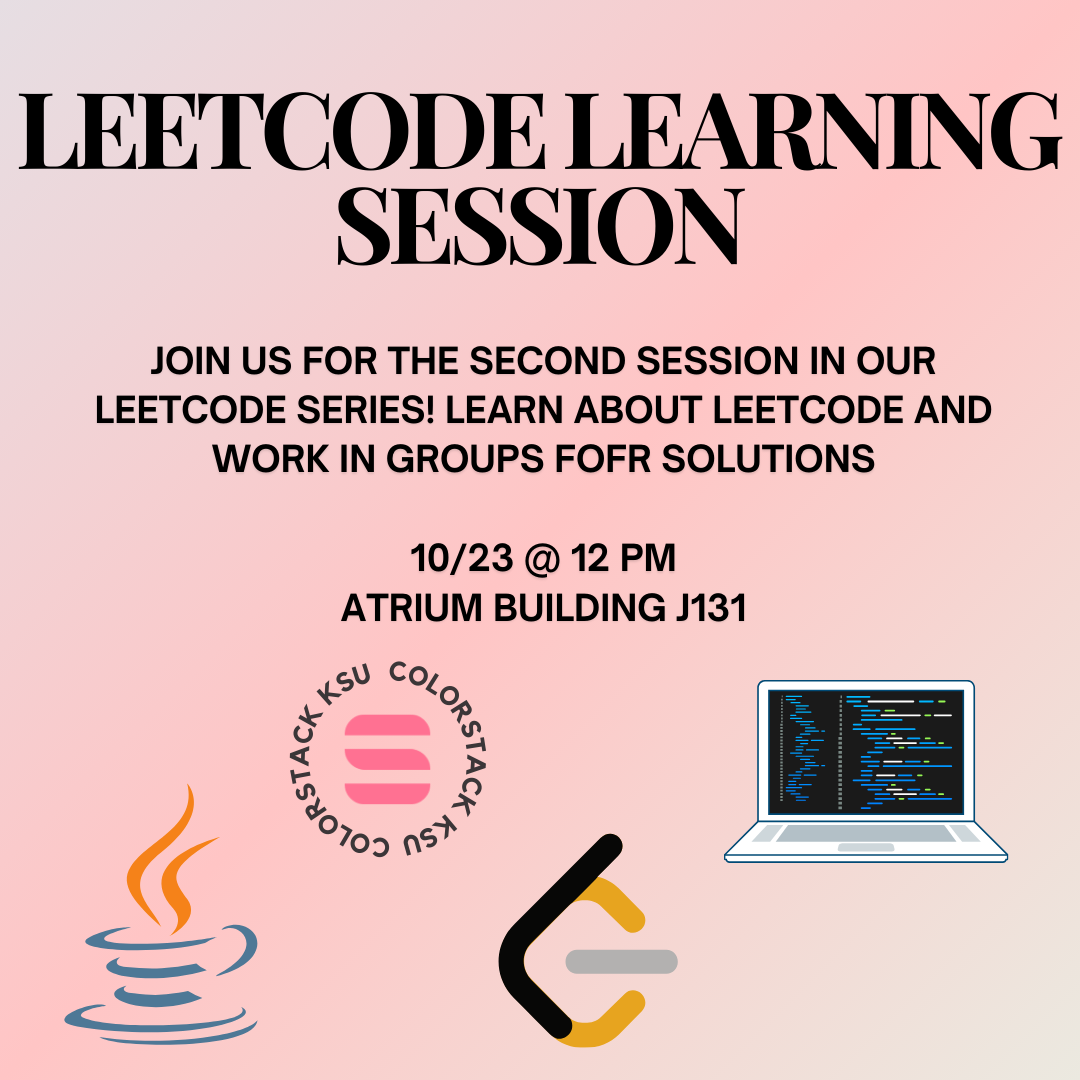 LEETCODE LEARNING
SESSION
JOIN US FOR THE SECOND SESSION IN OUR
LEETCODE SERIES! LEARN ABOUT LEETCODE AND
WORK IN GROUPS FOFR SOLUTIONS
10/23 @ 12 PM
ATRIUM BUILDING J131
COLORSTACK KSU COLORSTACK KSU